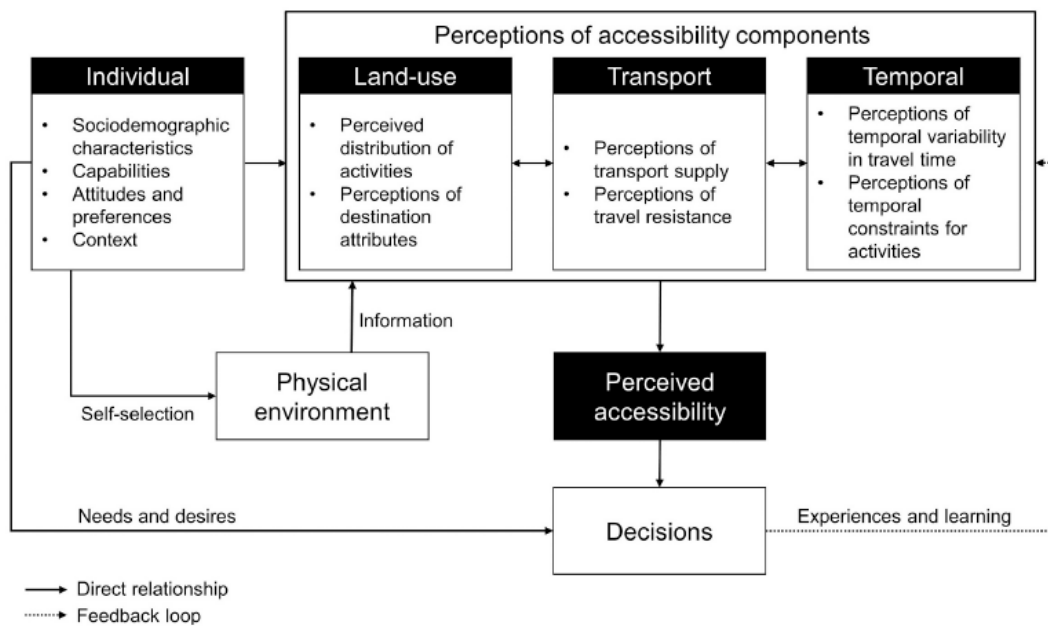 Perceptions of accessibility components
Individual
• Sociodemographic
characteristics
• Capabilities
• Attitudes and
preferences
• Context
Land-use
• Perceived
distribution of
activities
• Perceptions of
destination
attributes
Transport
• Perceptions of
transport supply
• Perceptions of
travel resistance
Temporal
• Perceptions of
temporal variability
in travel time
• Perceptions of
temporal
constraints for
activities
Information
Physical
environment
Self-selection
Perceived
accessibility
Needs and desires
Decisions
Experiences and learning
Direct relationship
Feedback loop